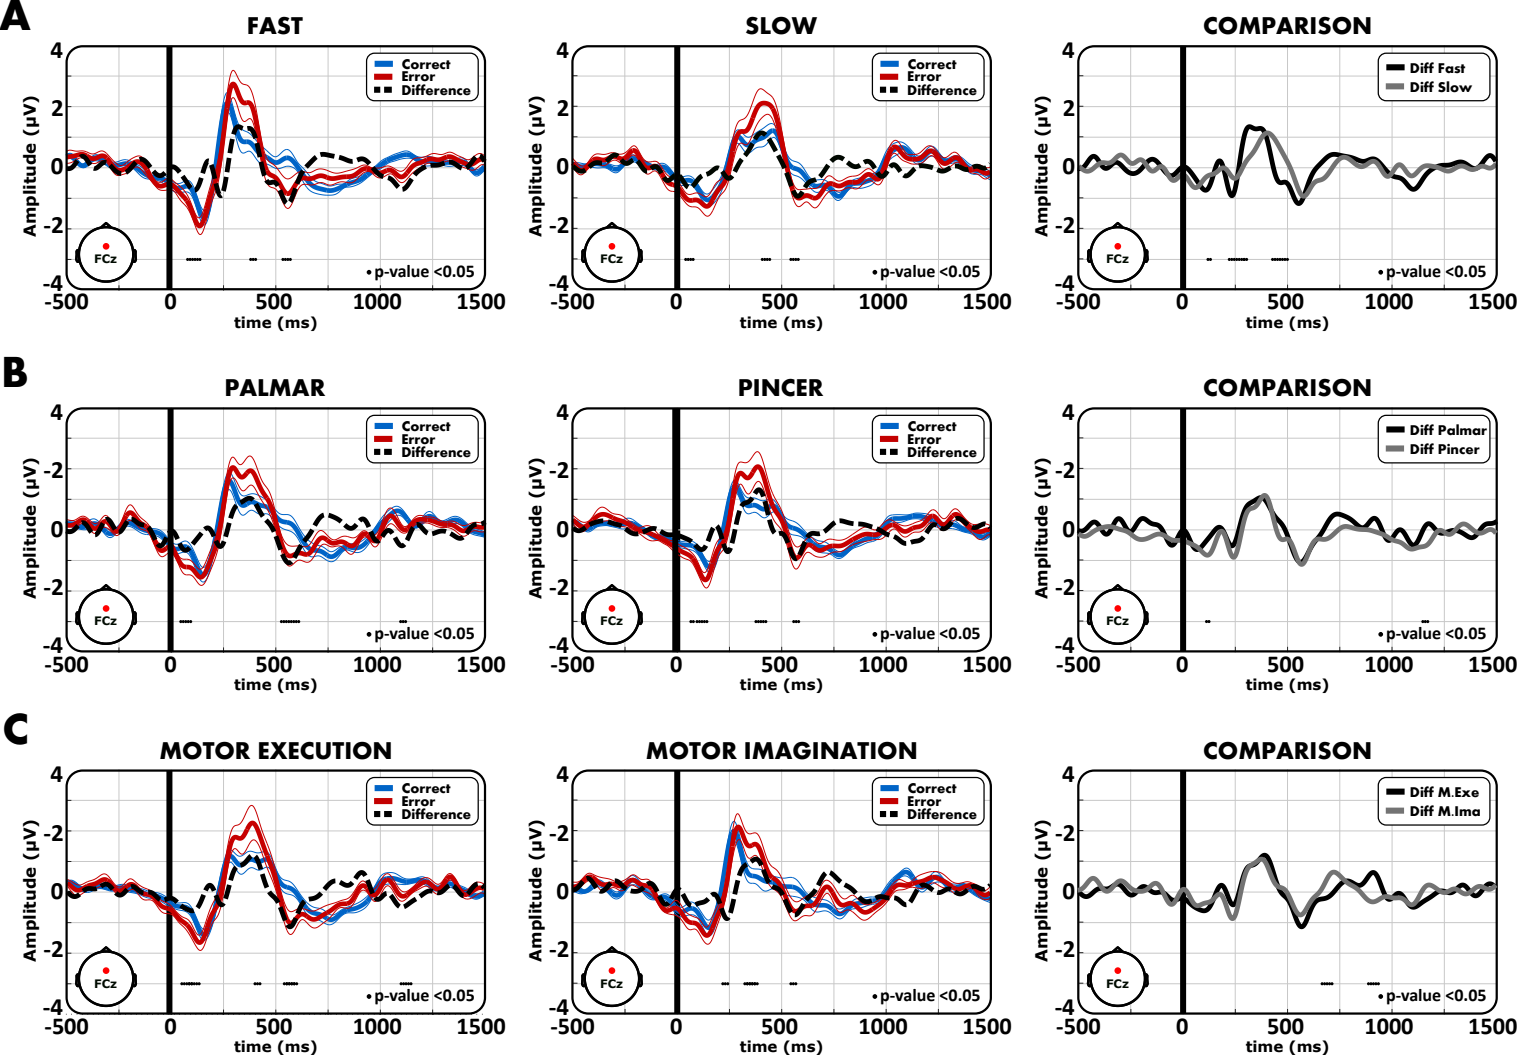 A
FAST
SLOW
COMPARISON
4
2
0
-2
-4
Amplitude (μV)
Correct
Error
Difference
FCz
•p-value <0.05
-500 0 500 1000 1500
time (ms)
4
2
0
-2
-4
Amplitude (μV)
Correct
Error
Difference
FCz
•p-value <0.05
-500 0 500 1000 1500
time (ms)
4
2
0
-2
-4
Amplitude (μV)
Diff Fast
Diff Slow
FCz
•p-value <0.05
-500 0 500 1000 1500
time (ms)
B
PALMAR
PINCER
COMPARISON
4
-2
0
-2
-4
Amplitude (μV)
Correct
Error
Difference
FCz
•p-value <0.05
-500 0 500 1000 1500
time (ms)
4
-2
0
-2
-4
Amplitude (μV)
Correct
Error
Difference
FCz
•p-value <0.05
-500 0 500 1000 1500
time (ms)
4
-2
0
-2
-4
Amplitude (μV)
Diff Palmar
Diff Pincer
FCz
•p-value <0.05
-500 0 500 1000 1500
time (ms)
C
MOTOR EXECUTION
MOTOR IMAGINATION
COMPARISON
4
-2
0
-2
-4
Amplitude (μV)
Correct
Error
Difference
FCz
•p-value <0.05
-500 0 500 1000 1500
time (ms)
4
-2
0
-2
-4
Amplitude (μV)
Correct
Error
Difference
FCz
•p-value <0.05
-500 0 500 1000 1500
time (ms)
4
-2
0
-2
-4
Amplitude (μV)
Diff M.Exe
Diff M.Ima
FCz
•p-value <0.05
-500 0 500 1000 1500
time (ms)